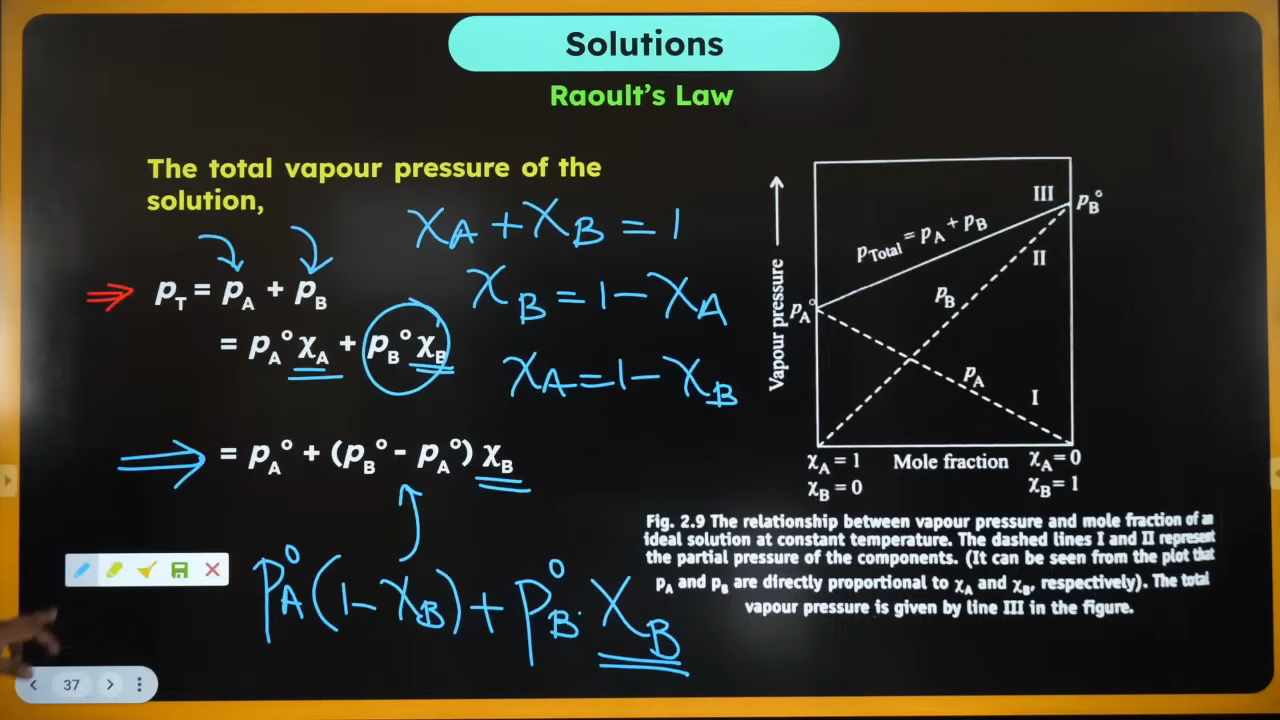 Solutions
Raoult's Law
The total vapour pressure of the
solution,
χA + χB = 1
pT = pA + pB
χB = 1 - χA
= pA° χA + pB° χB
χA = 1 - χB
= pA° + (pB° - pA°) χB
pA°(1 - χB) + pB°. χB
37
Vapour pressure
III
pB°
pTotal = pA + pB
II
pB
pA°
pA
I
χA = 1 Mole fraction χA = 0
χB = 0 χB = 1
Fig. 2.9 The relationship between vapour pressure and mole fraction of an
ideal solution at constant temperature. The dashed lines I and II represent
the partial pressure of the components. (It can be seen from the plot that
pA and pB are directly proportional to χA and χB, respectively). The total
vapour pressure is given by line III in the figure.